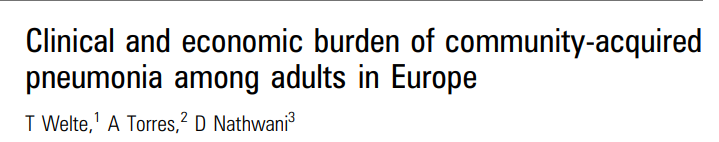 Clinical and economic burden of community-acquired
pneumonia among adults in Europe
T Welte,¹ A Torres,² D Nathwani³